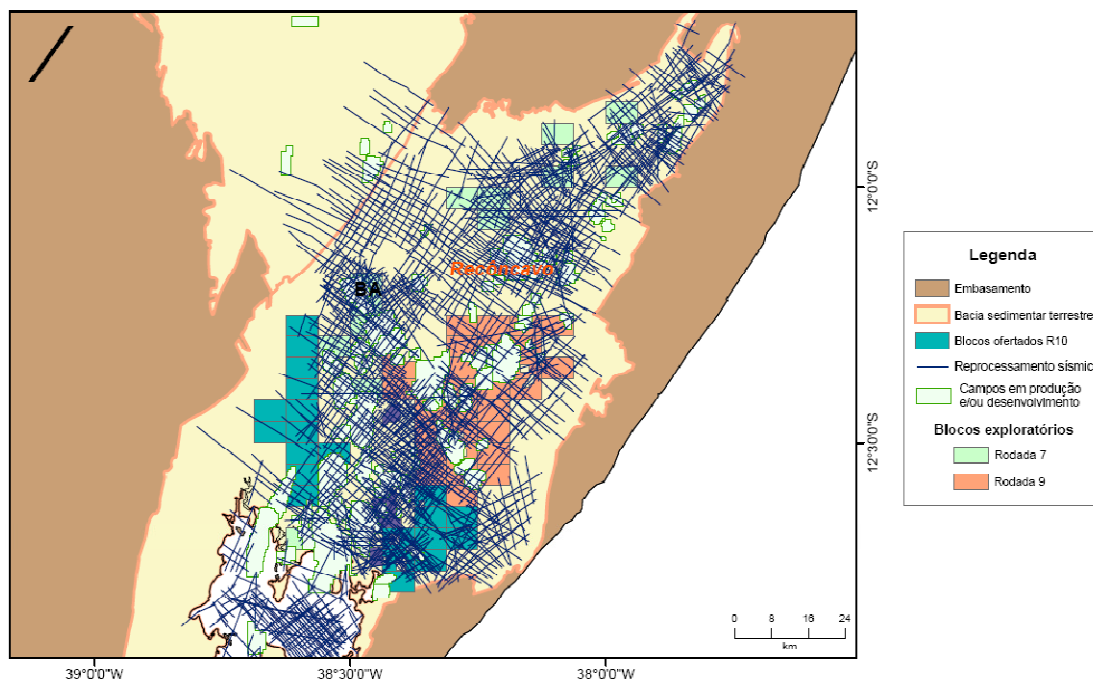 Recôncavo
BA
12°0'0"S
12°30'0"S
39°0'0"W
38°30'0"W
38°0'0"W
0 8 16 24
km
Legenda
Embasamento
Bacia sedimentar terrestre
Blocos ofertados R10
Reprocessamento sísmic
Campos em produção
e/ou desenvolvimento
Blocos exploratórios
Rodada 7
Rodada 9